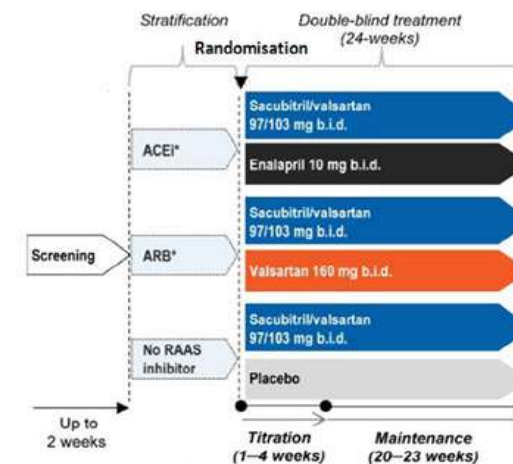 Stratification
Double-blind treatment
(24-weeks)
Randomisation
Sacubitril/valsartan
97/103 mg b.i.d.
ACEi*
Enalapril 10 mg b.i.d.
Sacubitril/valsartan
97/103 mg b.i.d.
Screening
ARB*
Valsartan 160 mg b.i.d.
Sacubitril/valsartan
97/103 mg b.i.d.
No RAAS
inhibitor
Placebo
Up to
2 weeks
Titration
(1–4 weeks)
Maintenance
(20–23 weeks)